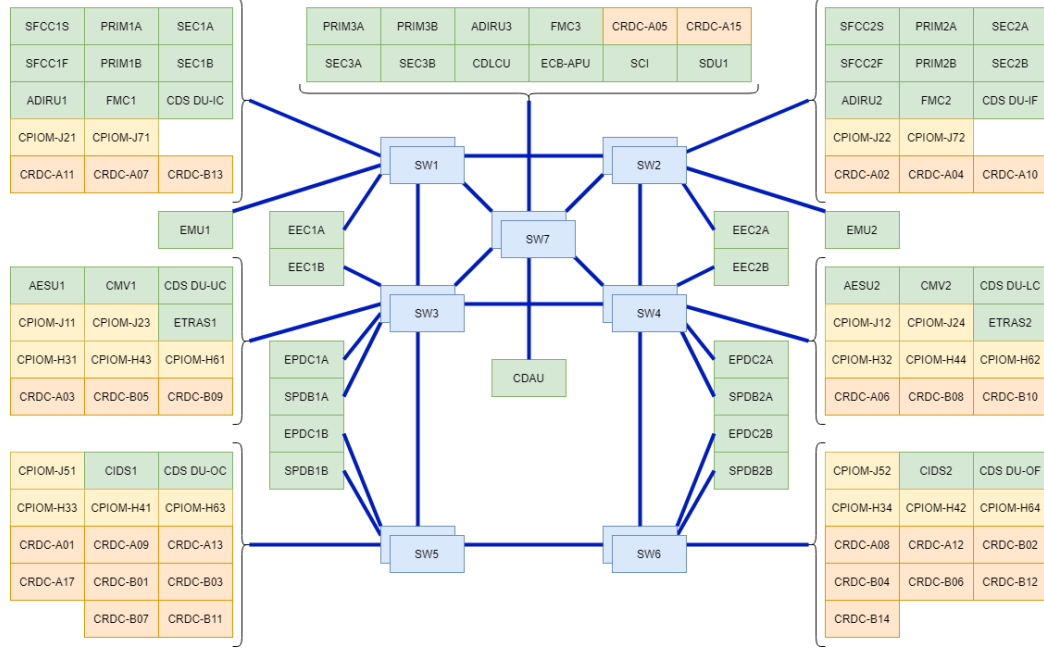 SFCC1S PRIM1A SEC1A
SFCC1F PRIM1B SEC1B
ADIRU1 FMC1 CDS DU-IC
CPIOM-J21 CPIOM-J71
CRDC-A11 CRDC-A07 CRDC-B13
EMU1
PRIM3A PRIM3B ADIRU3 FMC3 CRDC-A05 CRDC-A15
SEC3A SEC3B CDLCU ECB-APU SCI SDU1
SFCC2S PRIM2A SEC2A
SFCC2F PRIM2B SEC2B
ADIRU2 FMC2 CDS DU-IF
CPIOM-J22 CPIOM-J72
CRDC-A02 CRDC-A04 CRDC-A10
EMU2
SW1
SW2
SW7
EEC1A
EEC1B
EEC2A
EEC2B
SW3
SW4
AESU1 CMV1 CDS DU-UC
CPIOM-J11 CPIOM-J23 ETRAS1
CPIOM-H31 CPIOM-H43 CPIOM-H61
CRDC-A03 CRDC-B05 CRDC-B09
EPDC1A
SPDB1A
EPDC1B
SPDB1B
CDAU
EPDC2A
SPDB2A
EPDC2B
SPDB2B
AESU2 CMV2 CDS DU-LC
CPIOM-J12 CPIOM-J24 ETRAS2
CPIOM-H32 CPIOM-H44 CPIOM-H62
CRDC-A06 CRDC-B08 CRDC-B10
CPIOM-J51 CIDS1 CDS DU-OC
CPIOM-H33 CPIOM-H41 CPIOM-H63
CRDC-A01 CRDC-A09 CRDC-A13
CRDC-A17 CRDC-B01 CRDC-B03
CRDC-B07 CRDC-B11
SW5
SW6
CPIOM-J52 CIDS2 CDS DU-OF
CPIOM-H34 CPIOM-H42 CPIOM-H64
CRDC-A08 CRDC-A12 CRDC-B02
CRDC-B04 CRDC-B06 CRDC-B12
CRDC-B14